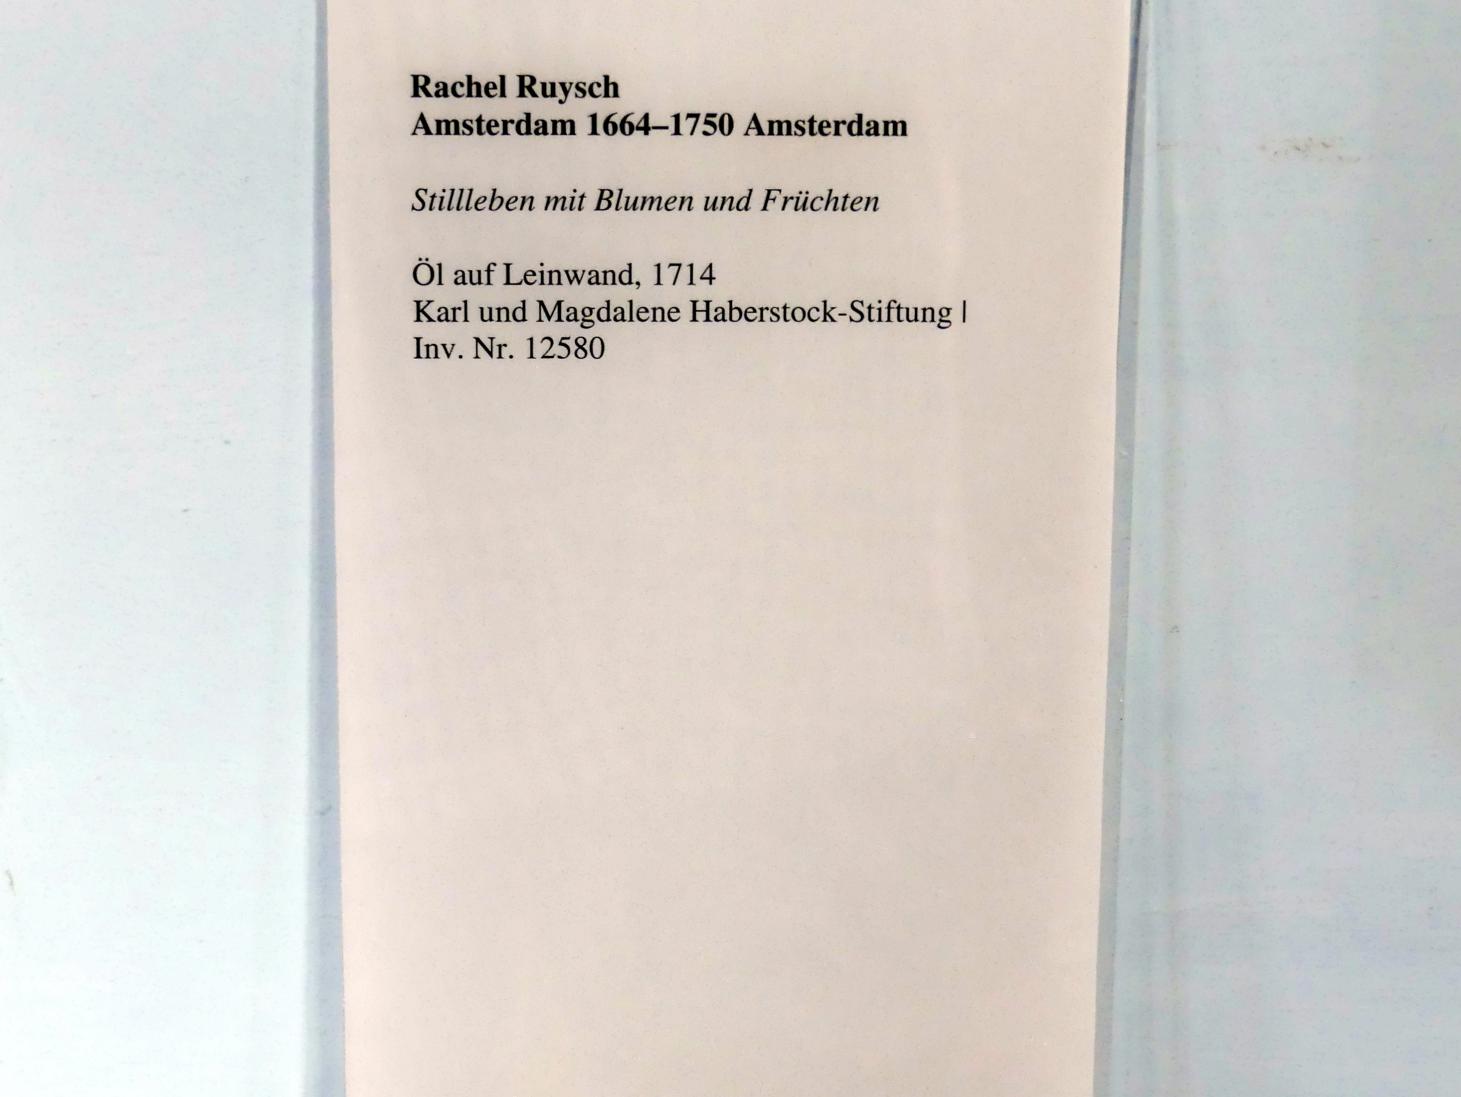 Rachel Ruysch
Amsterdam 1664–1750 Amsterdam
Stillleben mit Blumen und Früchten
Öl auf Leinwand, 1714
Karl und Magdalene Haberstock-Stiftung |
Inv. Nr. 12580